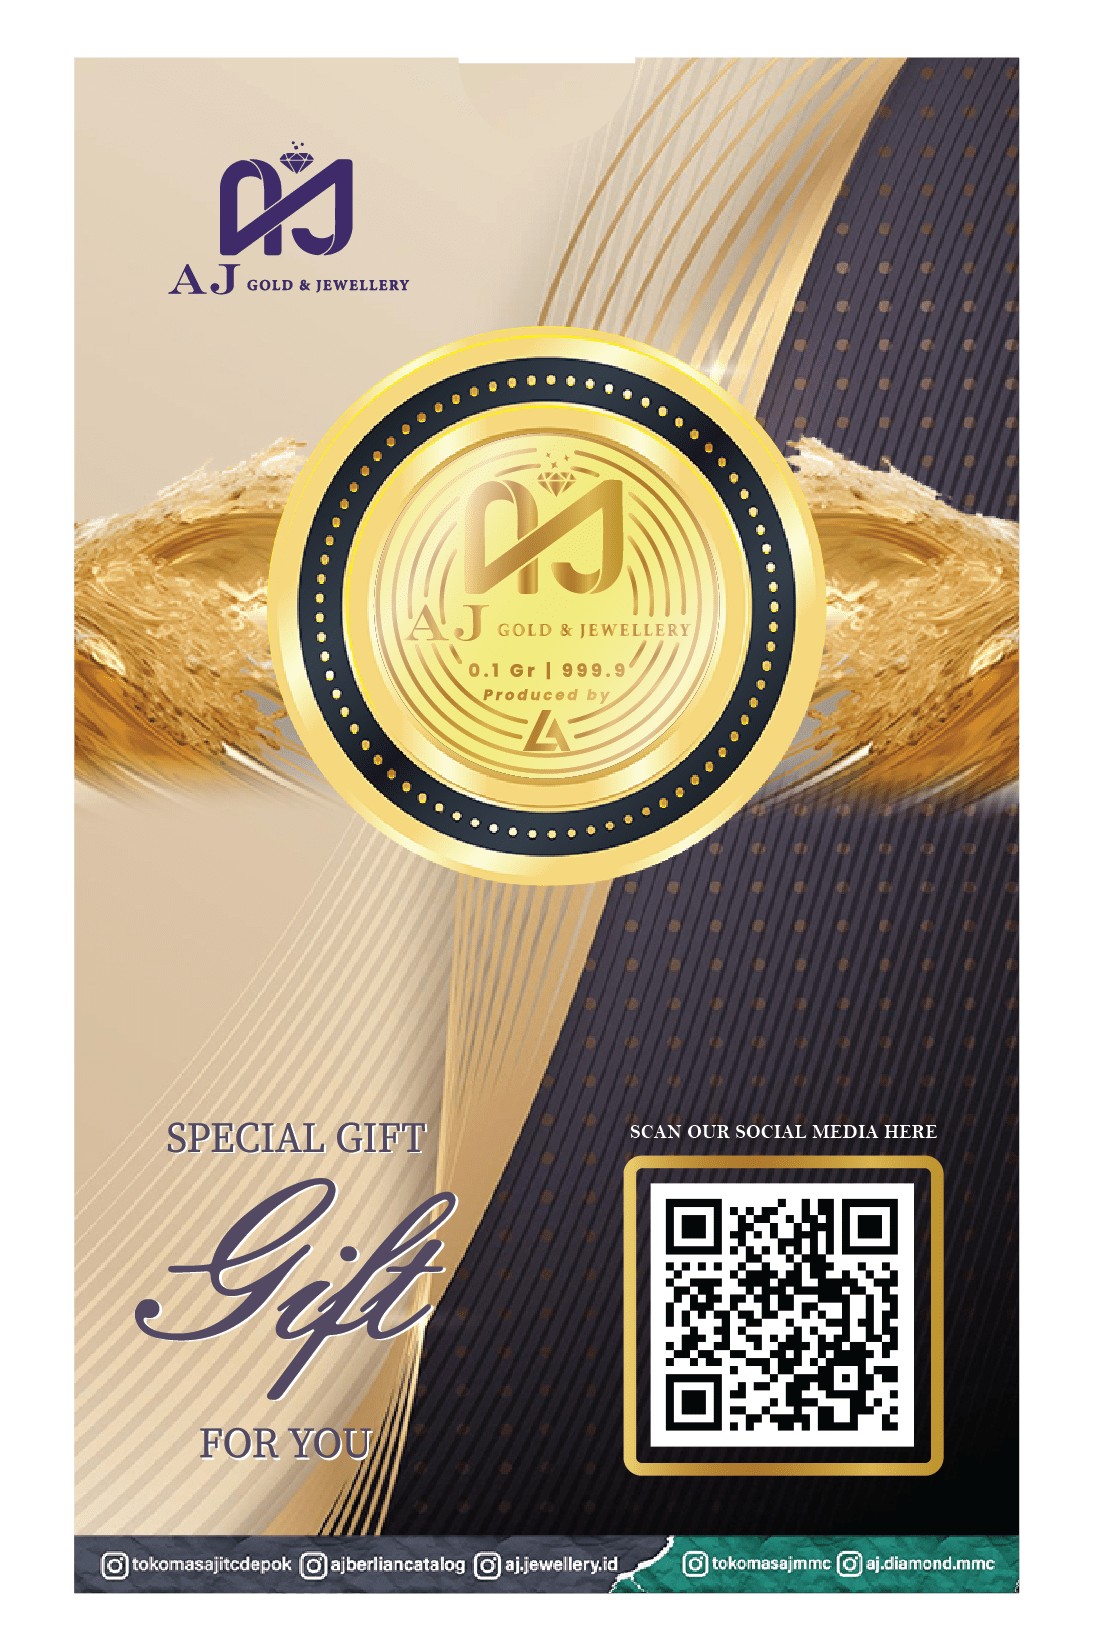 AJ GOLD & JEWELLERY
AJ GOLD & JEWELLERY
0.1 Gr | 999.9
Produced by
LA
SPECIAL GIFT
Gift
FOR YOU
SCAN OUR SOCIAL MEDIA HERE
tokomasajitcdepok ajberliancatalog aj.jewellery.id tokomasajmmc aj.diamond.mmc